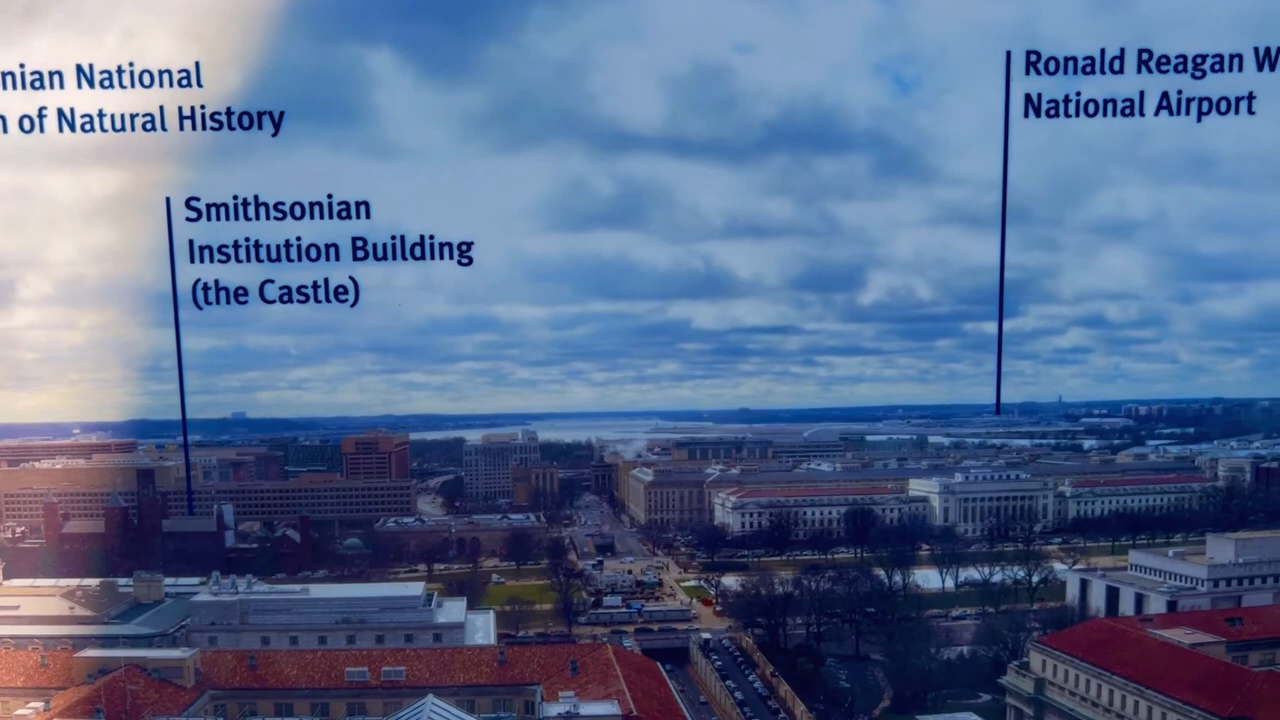 nian National
of Natural History
Smithsonian
Institution Building
(the Castle)
Ronald Reagan W
National Airport